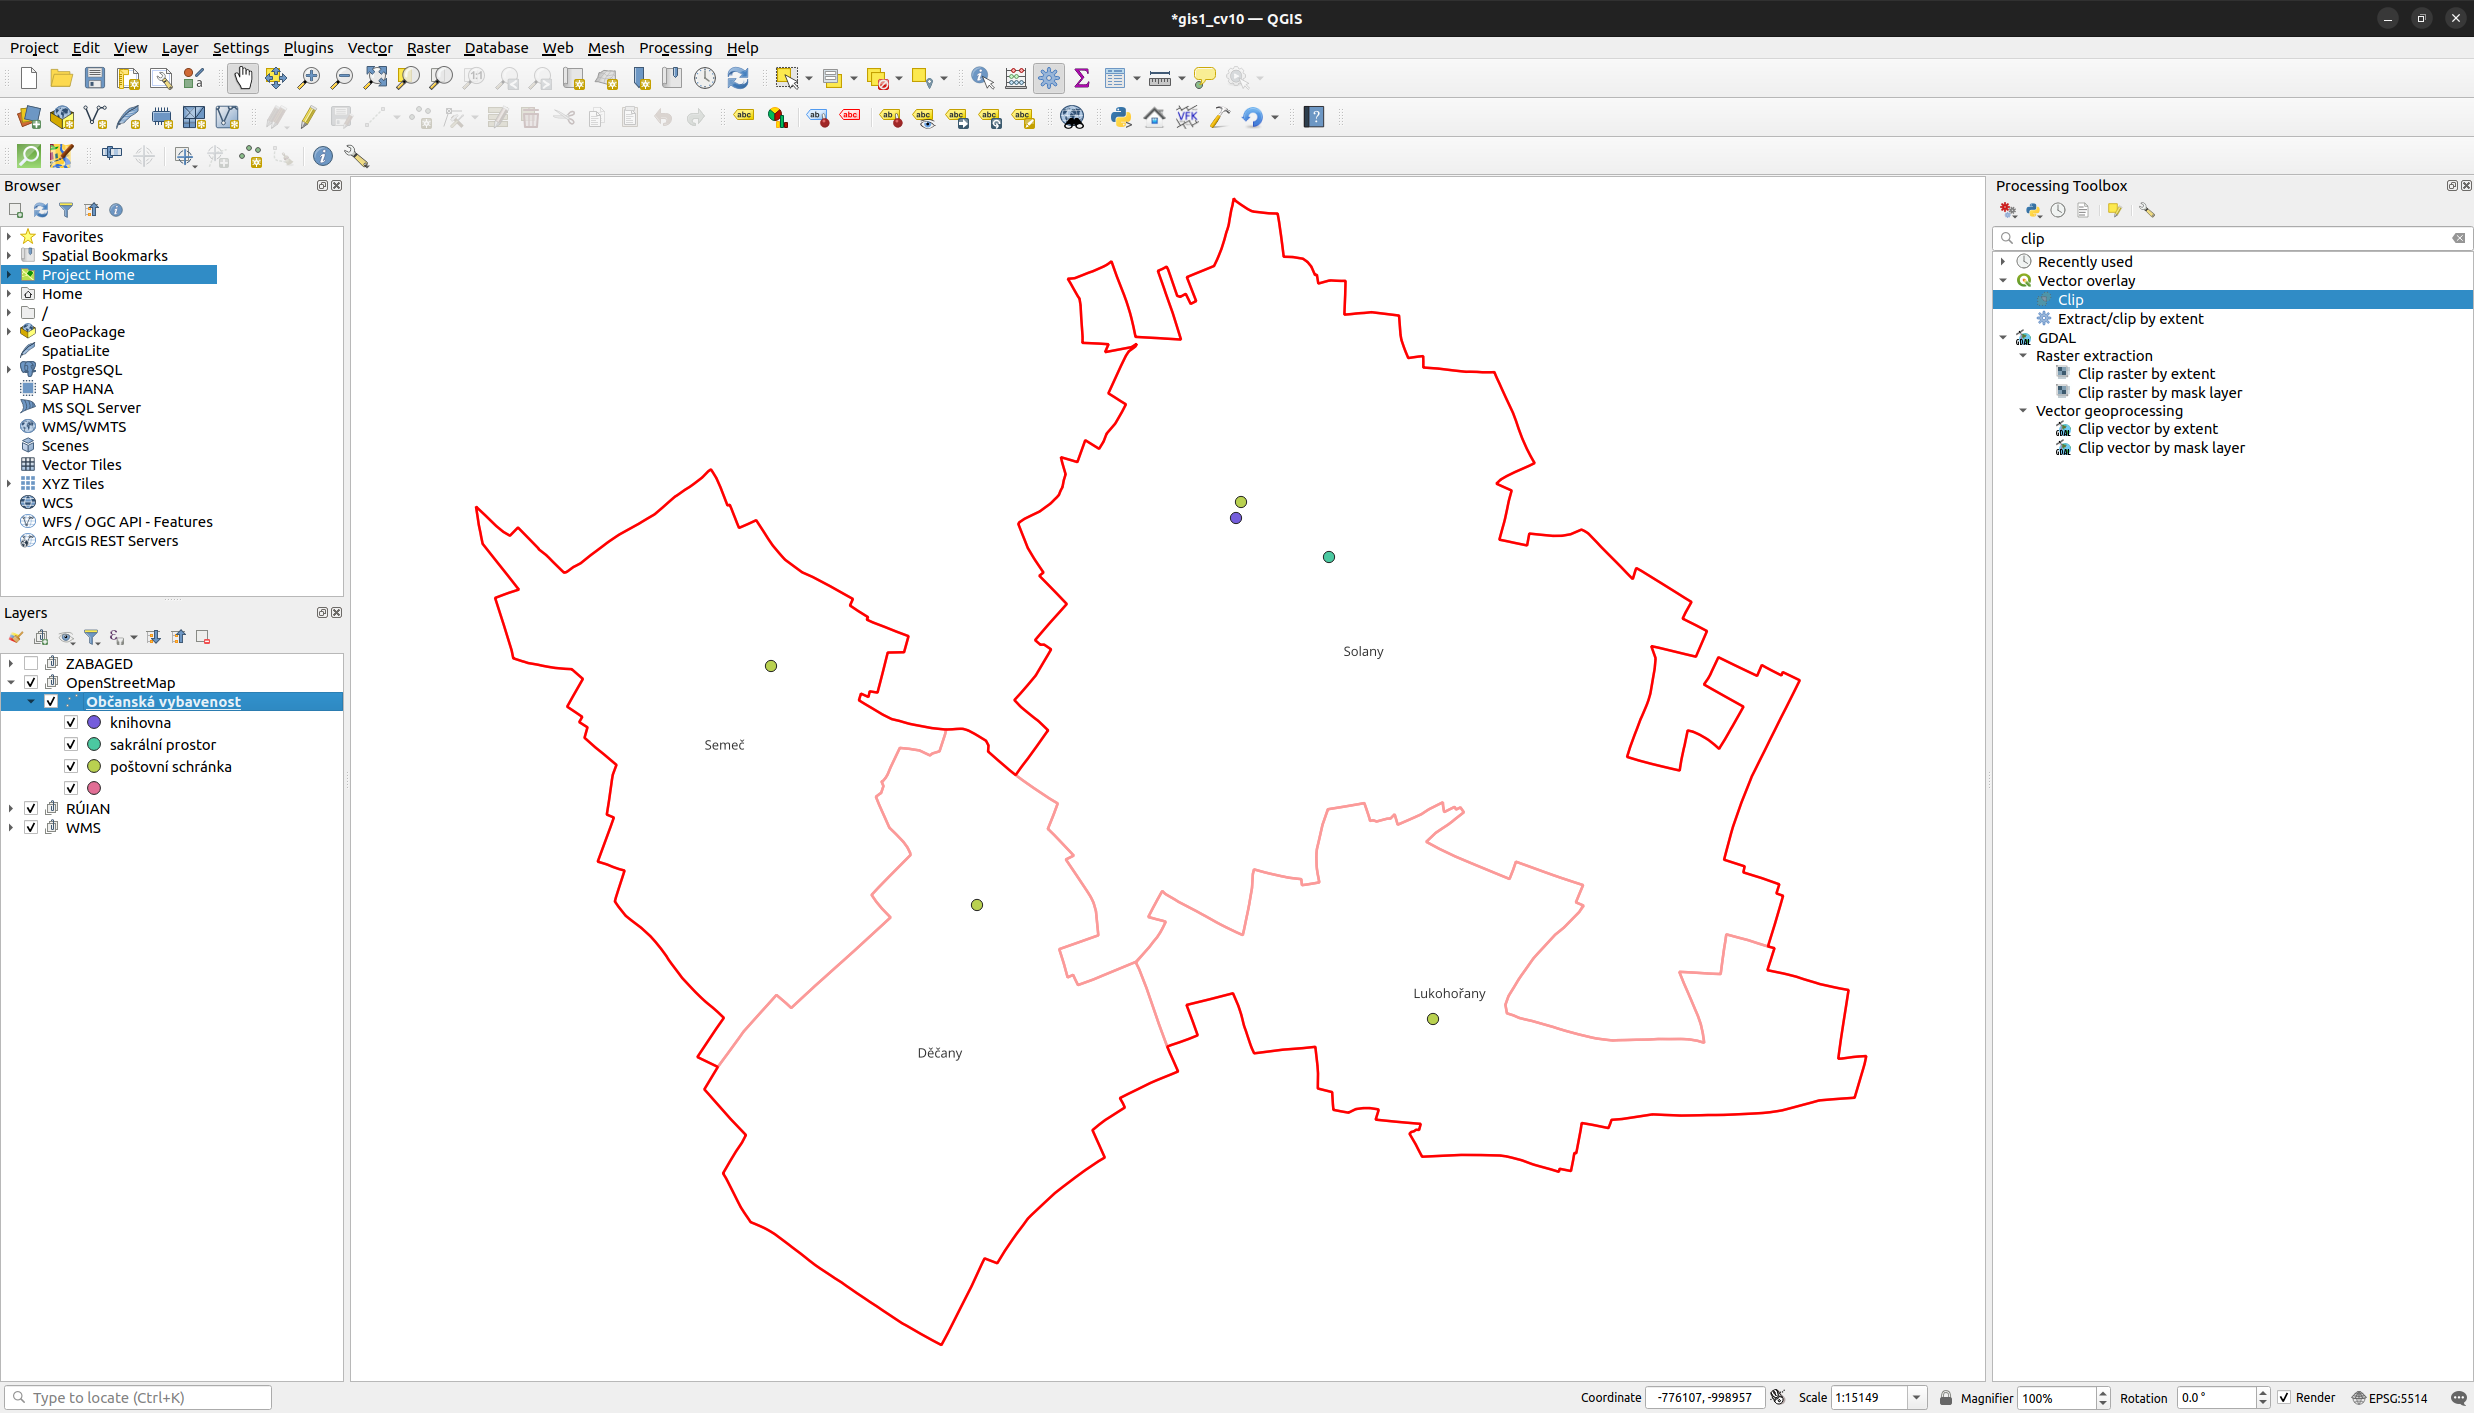 *gis1_cv10 — QGIS
Project Edit View Layer Settings Plugins Vector Raster Database Web Mesh Processing Help
Browser
Favorites
Spatial Bookmarks
Project Home
Home
/
GeoPackage
SpatiaLite
PostgreSQL
SAP HANA
MS SQL Server
WMS/WMTS
Scenes
Vector Tiles
XYZ Tiles
WCS
WFS / OGC API - Features
ArcGIS REST Servers
Layers
ZABAGED
OpenStreetMap
Občanská vybavenost
knihovna
sakrální prostor
poštovní schránka
RÚIAN
WMS
Solany
Semeč
Lukohořany
Děčany
Processing Toolbox
clip
Recently used
Vector overlay
Clip
Extract/clip by extent
GDAL
Raster extraction
Clip raster by extent
Clip raster by mask layer
Vector geoprocessing
Clip vector by extent
Clip vector by mask layer
Type to locate (Ctrl+K)
Coordinate -776107, -998957 Scale 1:15149 Magnifier 100% Rotation 0.0 ° Render EPSG:5514